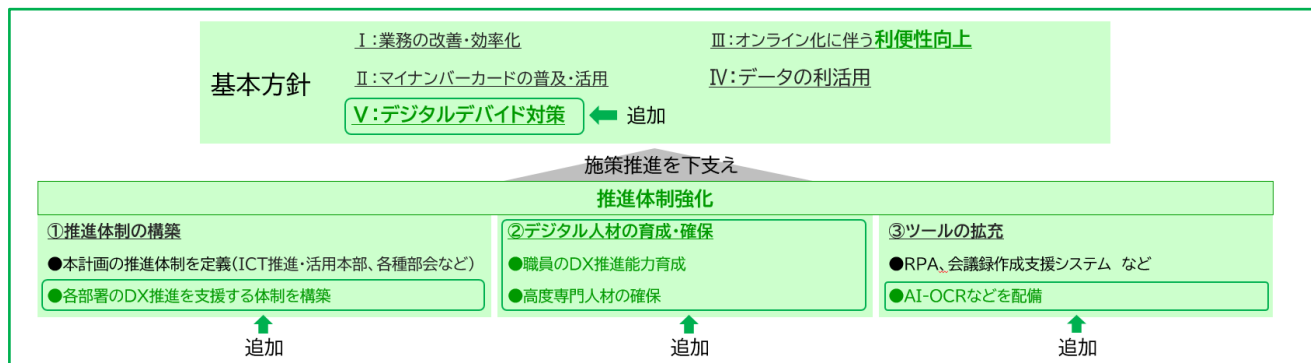 基本方針
Ⅰ:業務の改善・効率化
Ⅲ:オンライン化に伴う利便性向上
Ⅱ:マイナンバーカードの普及・活用
Ⅳ:データの利活用
Ⅴ:デジタルデバイド対策
追加
施策推進を下支え
推進体制強化
①推進体制の構築
●本計画の推進体制を定義(ICT推進・活用本部、各種部会など)
●各部署のDX推進を支援する体制を構築
追加
②デジタル人材の育成・確保
●職員のDX推進能力育成
●高度専門人材の確保
追加
③ツールの拡充
●RPA、会議録作成支援システム など
●AI-OCRなどを配備
追加